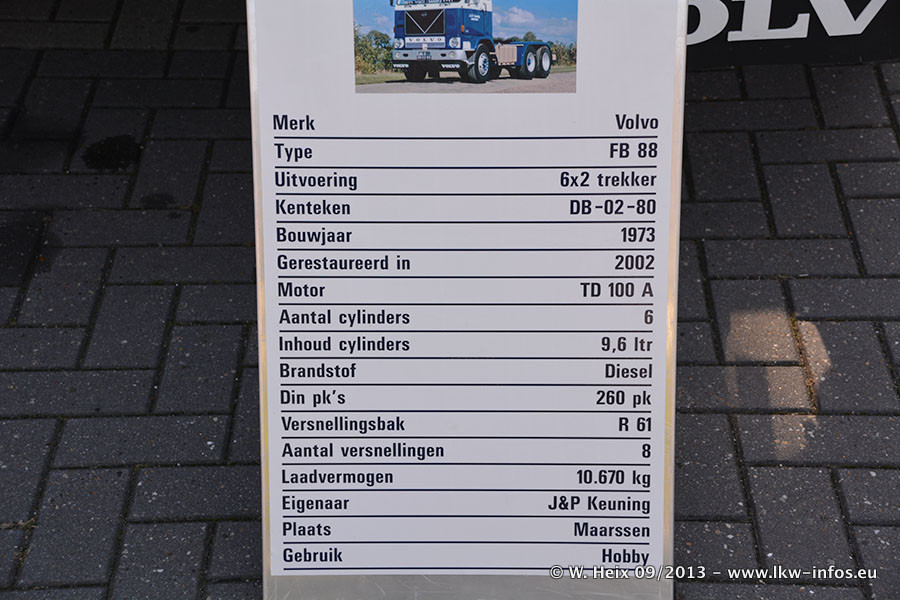 VOLVO
OLV
Merk Volvo
Type FB 88
Uitvoering 6x2 trekker
Kenteken DB-02-80
Bouwjaar 1973
Gerestaureerd in 2002
Motor TD 100 A
Aantal cylinders 6
Inhoud cylinders 9,6 ltr
Brandstof Diesel
Din pk's 260 pk
Versnellingsbak R 61
Aantal versnellingen 8
Laadvermogen 10.670 kg
Eigenaar J&P Keuning
Plaats Maarssen
Gebruik Hobby
© W. Heix 09/2013 - www.lkw-infos.eu